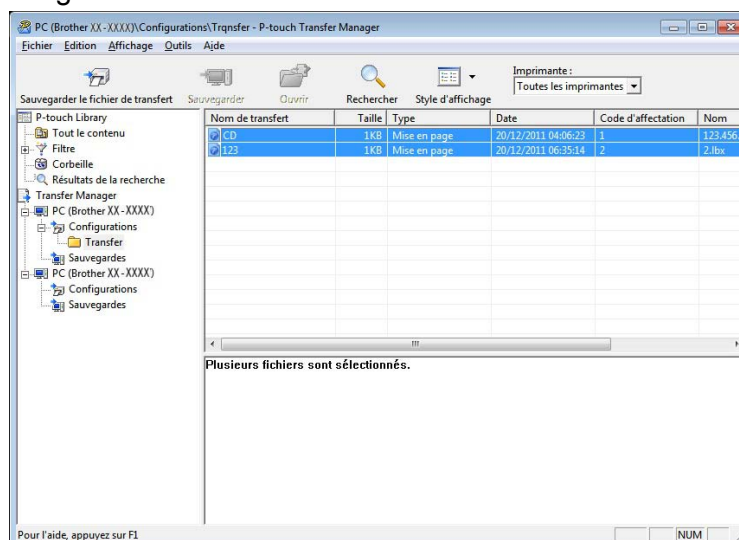 PC (Brother XX-XXXX)\Configurations\Trqnsfer - P-touch Transfer Manager
Fichier Edition Affichage Outils Aide
Imprimante :
Toutes les imprimantes
Sauvegarder le fichier de transfert Sauvegarder Ouvrir Rechercher Style d'affichage
P-touch Library
Tout le contenu
Filtre
Corbeille
Résultats de la recherche
Transfer Manager
PC (Brother XX-XXXX)
Configurations
Transfer
Sauvegardes
PC (Brother XX-XXXX)
Configurations
Sauvegardes
Nom de transfert Taille Type Date Code d'affectation Nom
CD 1KB Mise en page 20/12/2011 04:06:23 1 123.456.
123 1KB Mise en page 20/12/2011 06:35:14 2 2.lbx
Plusieurs fichiers sont sélectionnés.
Pour l'aide, appuyez sur F1
NUM